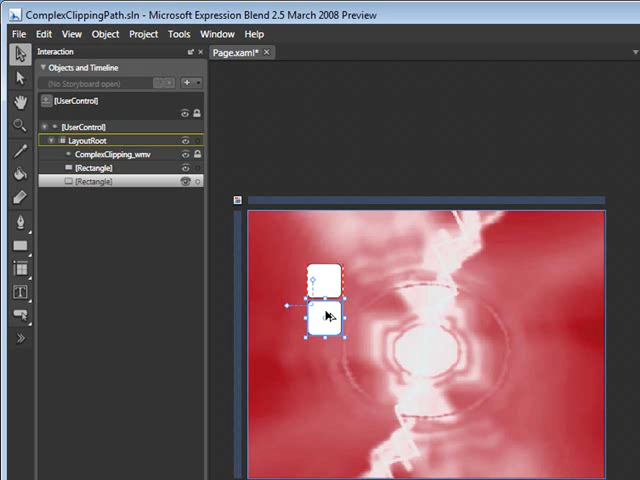 ComplexClippingPath.sln - Microsoft Expression Blend 2.5 March 2008 Preview
File Edit View Object Project Tools Window Help
Interaction
Page.xaml*
Objects and Timeline
(No Storyboard open)
[UserControl]
[UserControl]
LayoutRoot
ComplexClipping_wmv
[Rectangle]
[Rectangle]